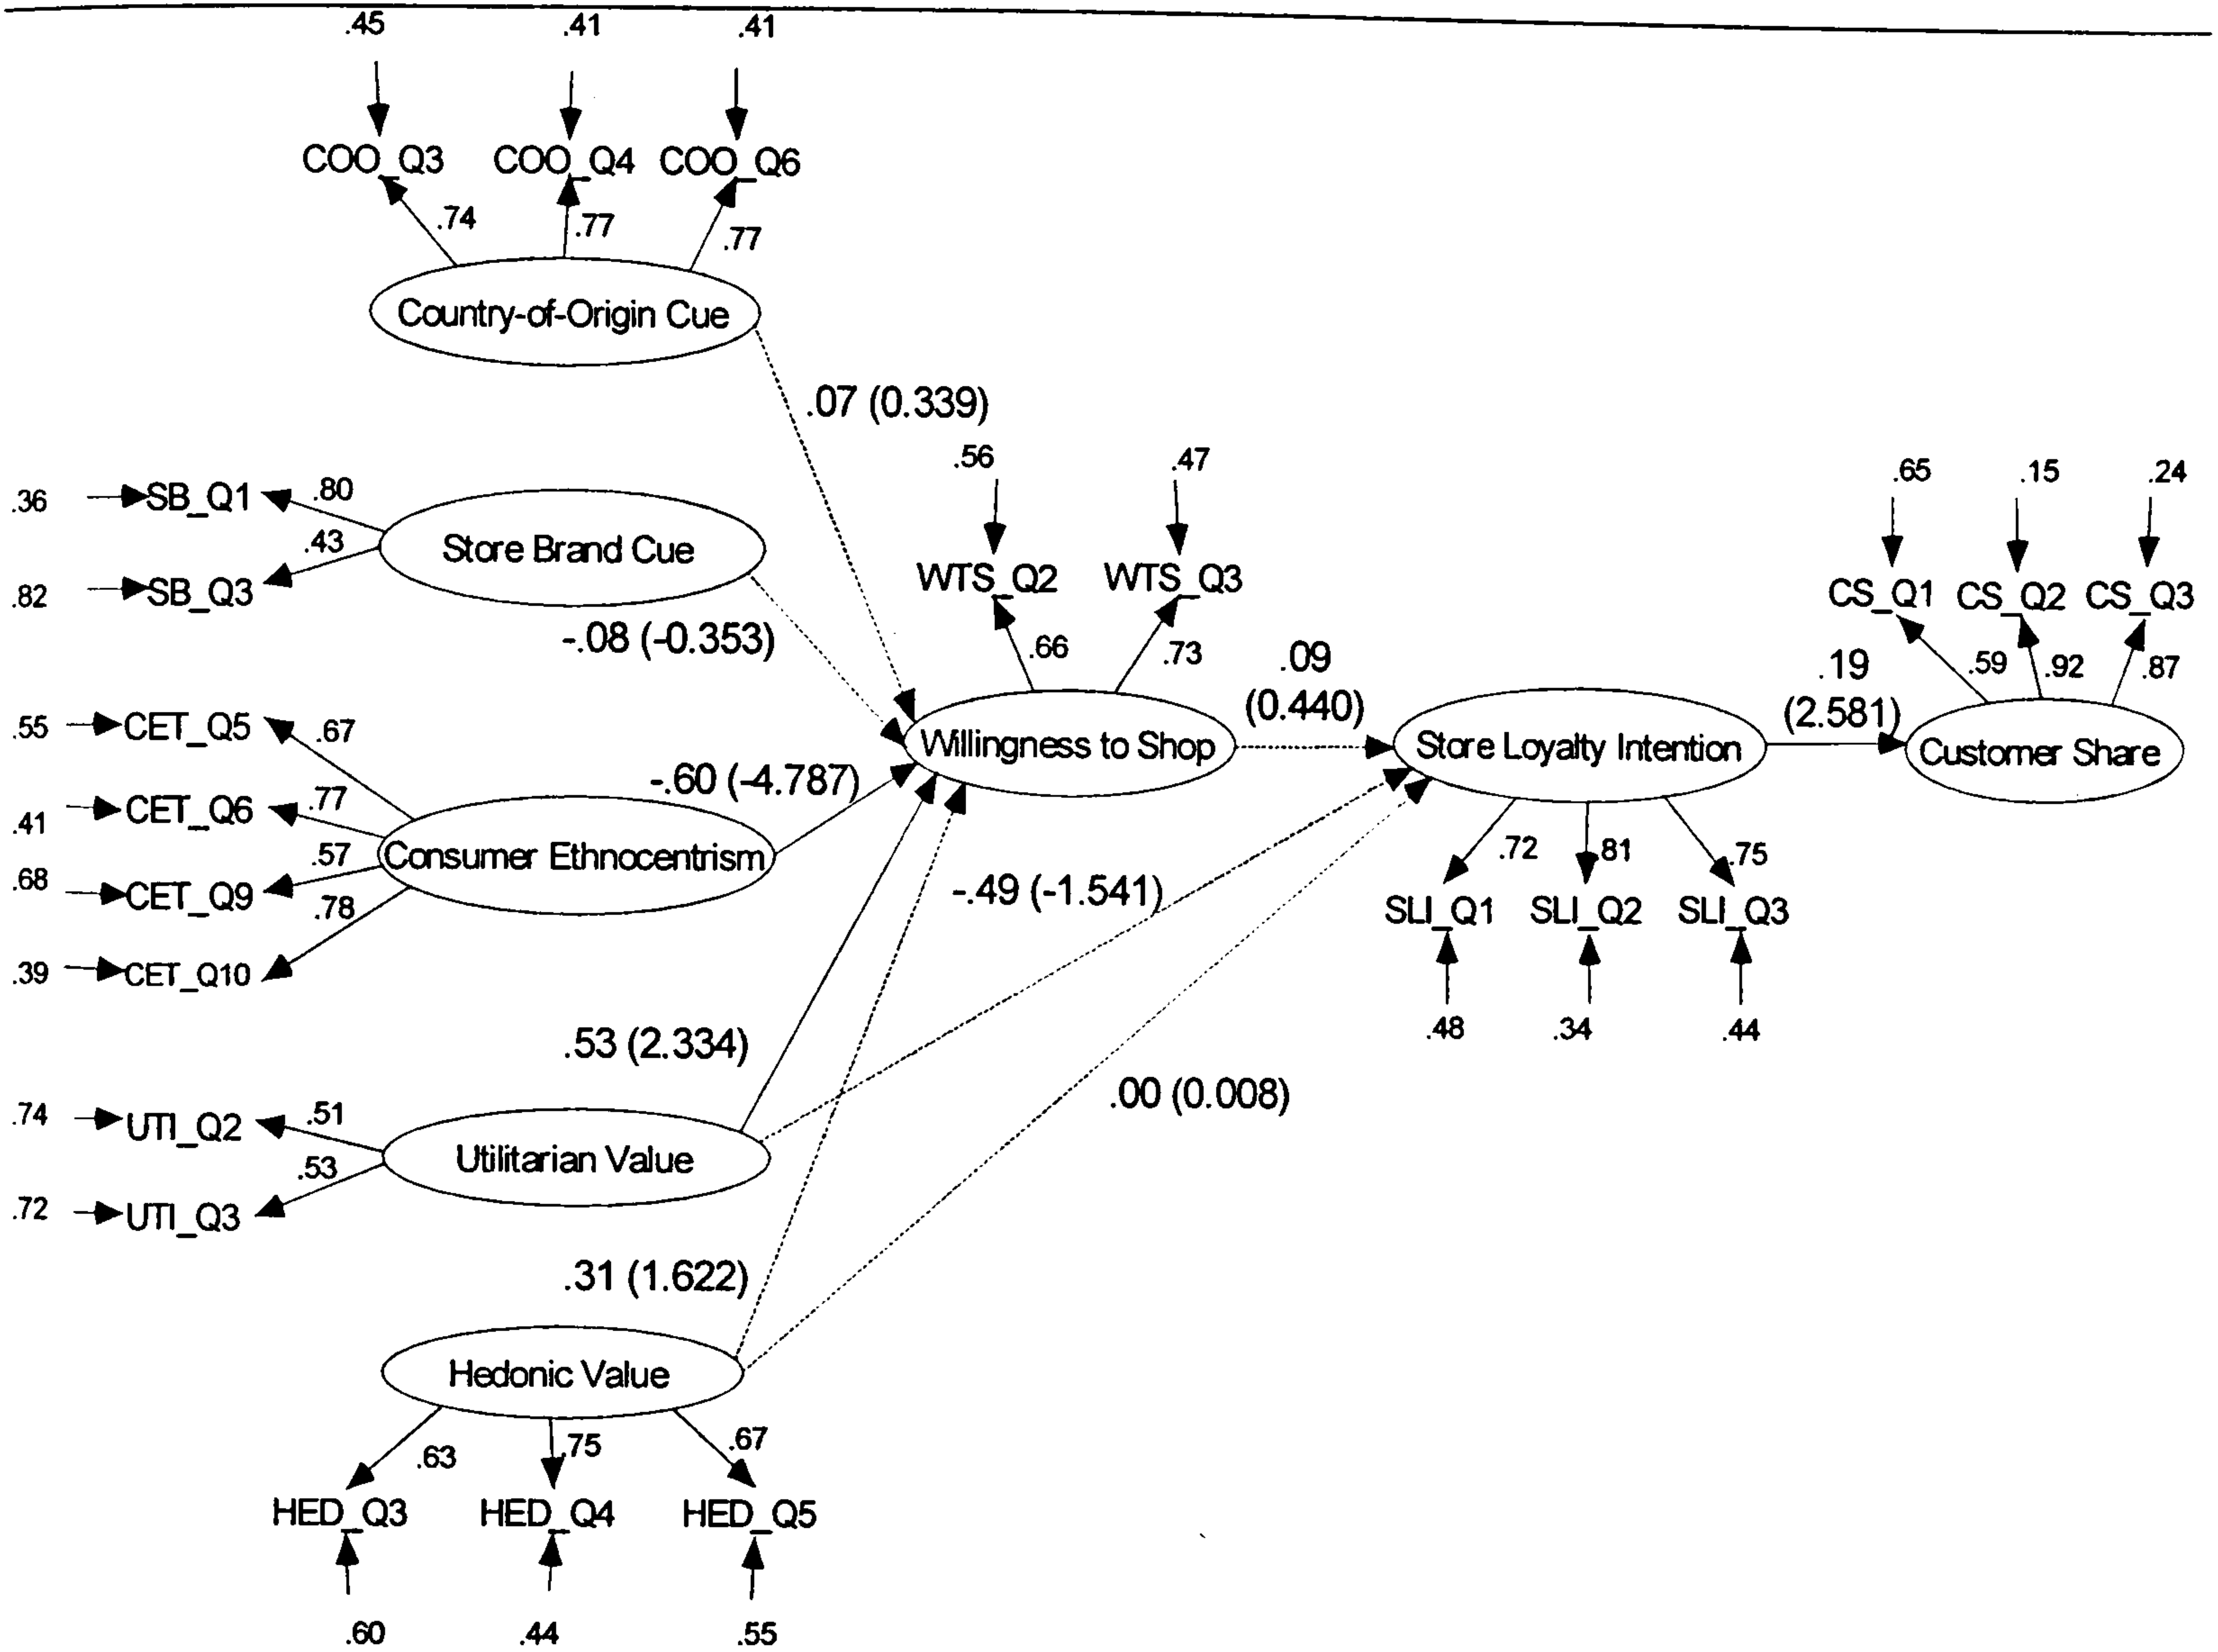 .45 .41 .41
COO_Q3 COO_Q4 COO_Q6
.74 .77 .77
Country-of-Origin Cue
.07 (0.339)
.36 SB_Q1 .80
.82 SB_Q3 .43
Store Brand Cue
-.08 (-0.353)
.56 .47
WTS_Q2 WTS_Q3
.66 .73
Willingness to Shop
.09
(0.440)
.65 .15 .24
CS_Q1 CS_Q2 CS_Q3
.59 .92 .87
.19
(2.581)
Store Loyalty Intention
Customer Share
.55 CET_Q5 .67
.41 CET_Q6 .77
.68 CET_Q9 .57
.39 CET_Q10 .78
Consumer Ethnocentrism
-.60 (-4.787)
-.49 (-1.541)
.72 .81 .75
SLI_Q1 SLI_Q2 SLI_Q3
.48 .34 .44
.53 (2.334)
.00 (0.008)
.74 UTI_Q2 .51
.72 UTI_Q3 .53
Utilitarian Value
.31 (1.622)
Hedonic Value
.63 .75 .67
HED_Q3 HED_Q4 HED_Q5
.60 .44 .55